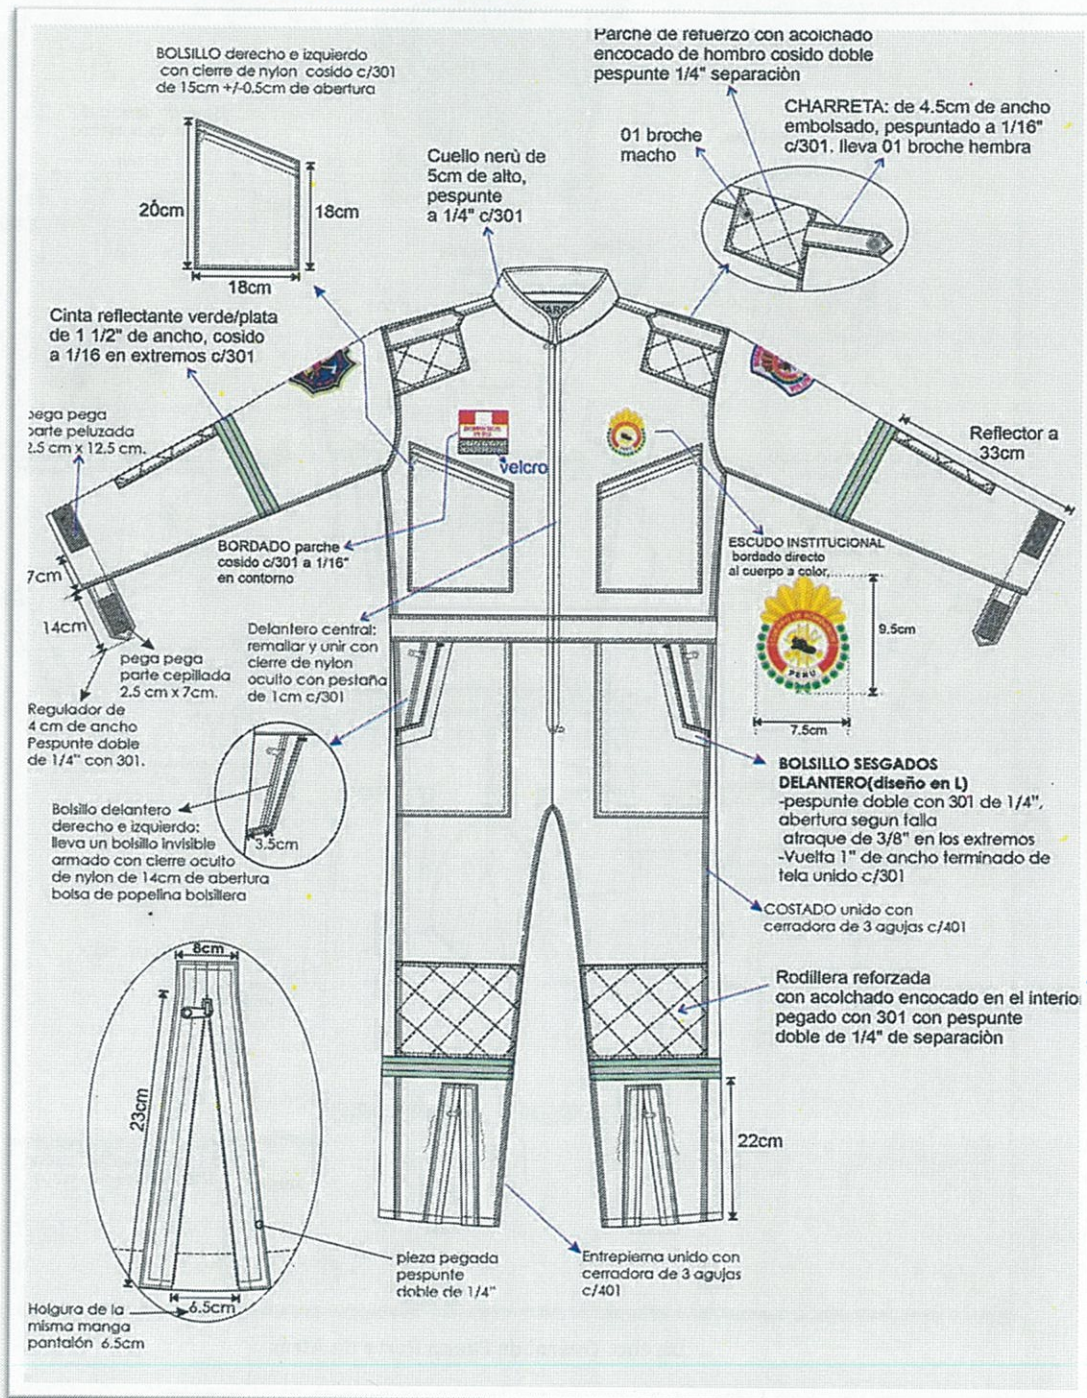 BOLSILLO derecho e izquierdo
con cierre de nylon cosido c/301
de 15cm +/-0.5cm de abertura
20cm
18cm
18cm
Parche de refuerzo con acolchado
encocado de hombro cosido doble
pespunte 1/4" separaciòn
CHARRETA: de 4.5cm de ancho
embolsado, pespuntado a 1/16"
c/301. lleva 01 broche hembra
01 broche
macho
Cuello nerù de
5cm de alto,
pespunte
a 1/4" c/301
Cinta reflectante verde/plata
de 1 1/2" de ancho, cosido
a 1/16 en extremos c/301
pega pega
parte peluzada
2.5 cm x 12.5 cm.
Reflector a
33cm
velcro
PERÚ
BORDADO parche
cosido c/301 a 1/16"
en contorno
ESCUDO INSTITUCIONAL
bordado directo
al cuerpo a color,
PERU
9.5cm
7.5cm
7cm
14cm
pega pega
parte cepillada
2.5 cm x 7cm.
Delantero central:
remallar y unir con
cierre de nylon
oculto con pestaña
de 1cm c/301
Regulador de
4 cm de ancho
Pespunte doble
de 1/4" con 301.
BOLSILLO SESGADOS
DELANTERO(diseño en L)
-pespunte doble con 301 de 1/4",
abertura segun talla
atraque de 3/8" en los extremos
-Vuelta 1" de ancho terminado de
tela unido c/301
Bolsillo delantero
derecho e izquierdo:
lleva un bolsillo invisible
armado con cierre oculto
de nylon de 14cm de abertura
bolsa de popelina bolsillera
3.5cm
COSTADO unido con
cerradora de 3 agujas c/401
8cm
23cm
Rodillera reforzada
con acolchado encocado en el interio
pegado con 301 con pespunte
doble de 1/4" de separaciòn
22cm
pieza pegada
pespunte
doble de 1/4"
Entrepierna unido con
cerradora de 3 agujas
c/401
6.5cm
Holgura de la
misma manga
pantalón 6.5cm